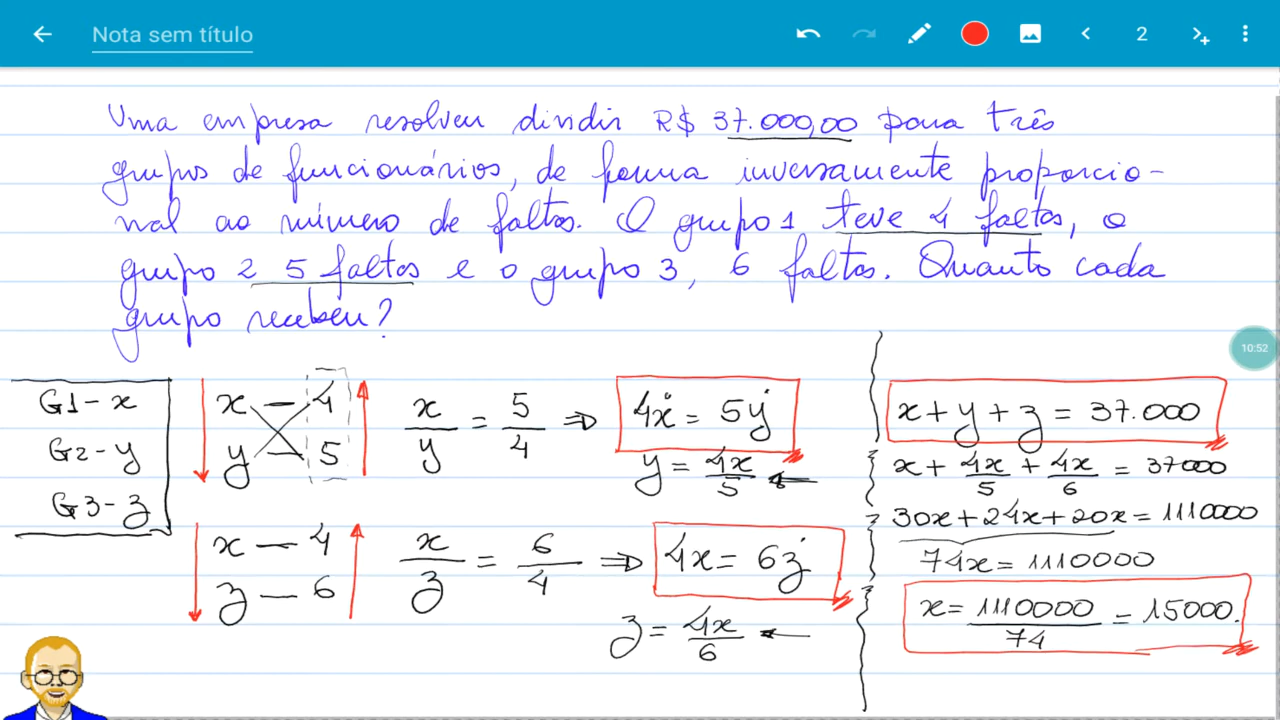 Nota sem título
2
Uma empresa resolveu dividir R$ 37.000,00 para três
grupos de funcionários, de forma inversamente proporcio-
nal ao número de faltas. O grupo 1 teve 4 faltas, o
grupo 2 5 faltas e o grupo 3, 6 faltas. Quanto cada
grupo recebeu?
10:52
G1 - x
G2 - y
G3 - z
x — 4
y — 5
x/y = 5/4 ⇒ 4x = 5y
y = 4x/5 ←
x — 4
z — 6
x/z = 6/4 ⇒ 4x = 6z
z = 4x/6 ←
x + y + z = 37.000
x + 4x/5 + 4x/6 = 37000
30x + 24x + 20x = 1110000
74x = 1110000
x = 1110000/74 = 15000.